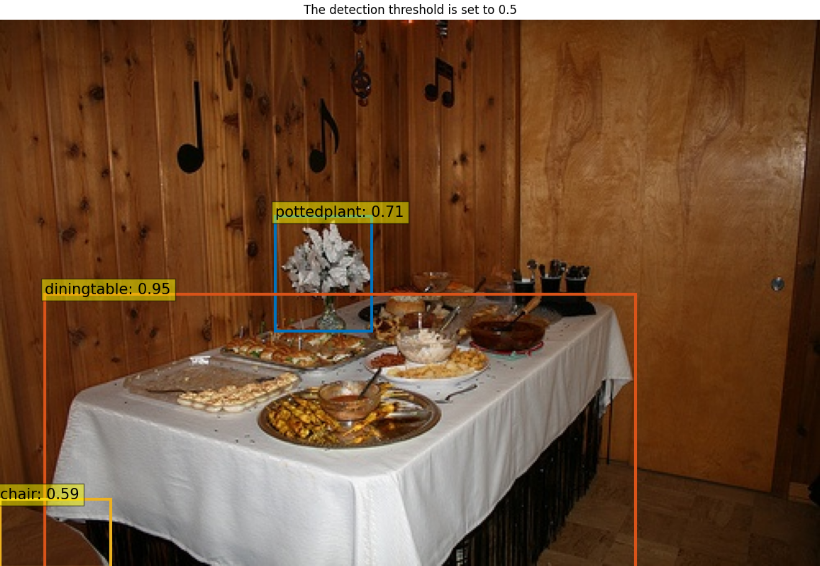 The detection threshold is set to 0.5
pottedplant: 0.71
diningtable: 0.95
chair: 0.59